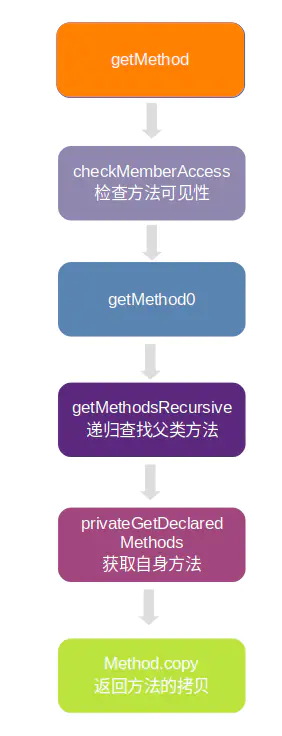 getMethod
checkMemberAccess
检查方法可见性
getMethod0
getMethodsRecursive
递归查找父类方法
privateGetDeclared
Methods
获取自身方法
Method.copy
返回方法的拷贝